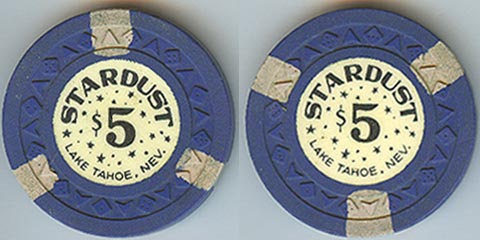 STARDUST
$5
LAKE TAHOE, NEV.
STARDUST
$5
LAKE TAHOE, NEV.